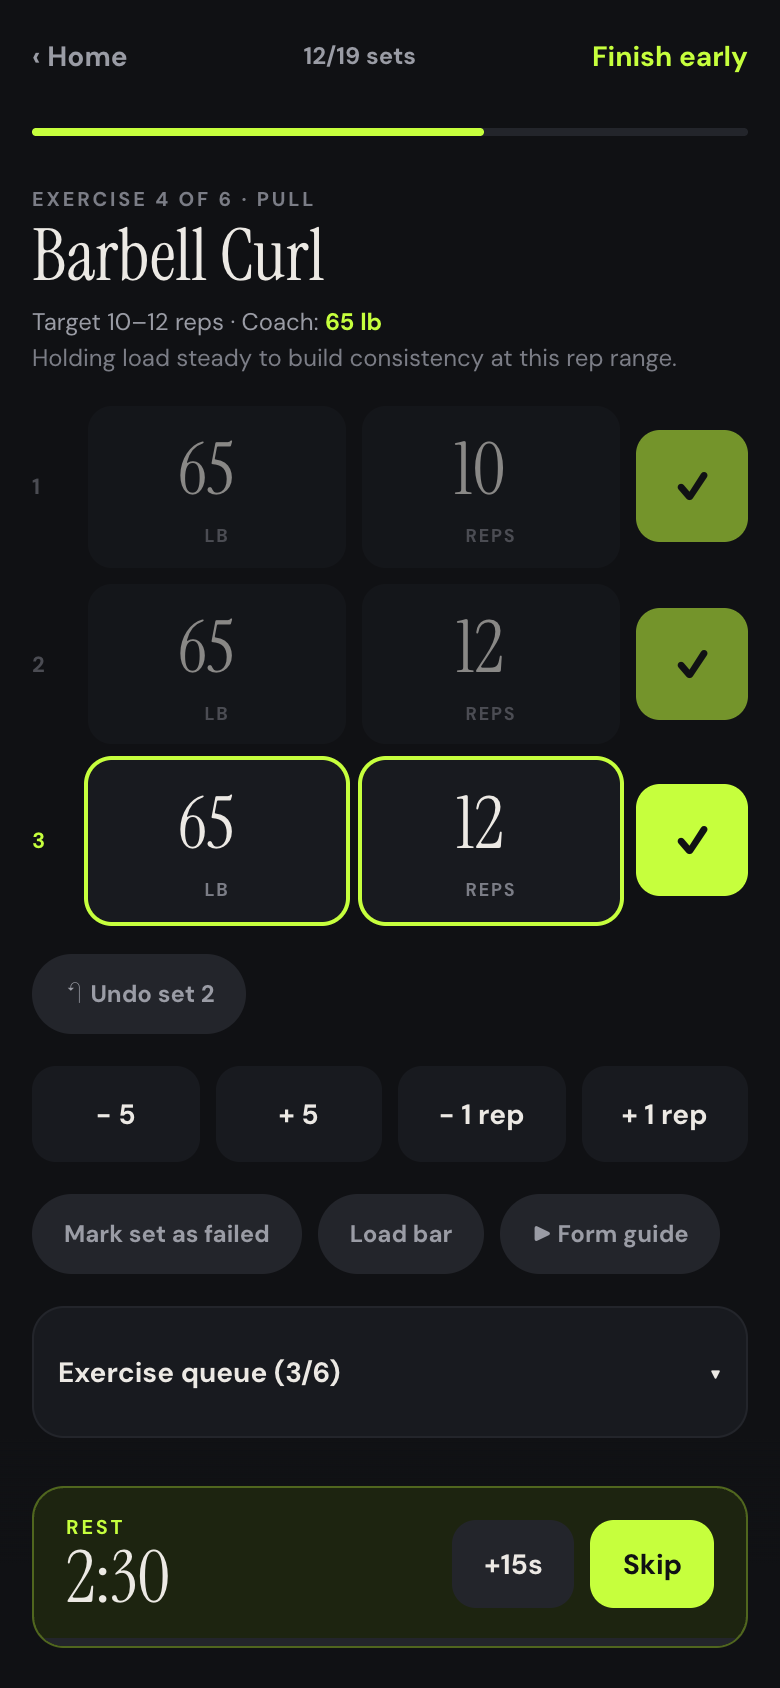 ‹ Home 12/19 sets Finish early
EXERCISE 4 OF 6 · PULL
Barbell Curl
Target 10–12 reps · Coach: 65 lb
Holding load steady to build consistency at this rep range.
1 65 LB 10 REPS ✓
2 65 LB 12 REPS ✓
3 65 LB 12 REPS ✓
Undo set 2
− 5 + 5 − 1 rep + 1 rep
Mark set as failed Load bar ▶ Form guide
Exercise queue (3/6) ▾
REST
2:30 +15s Skip